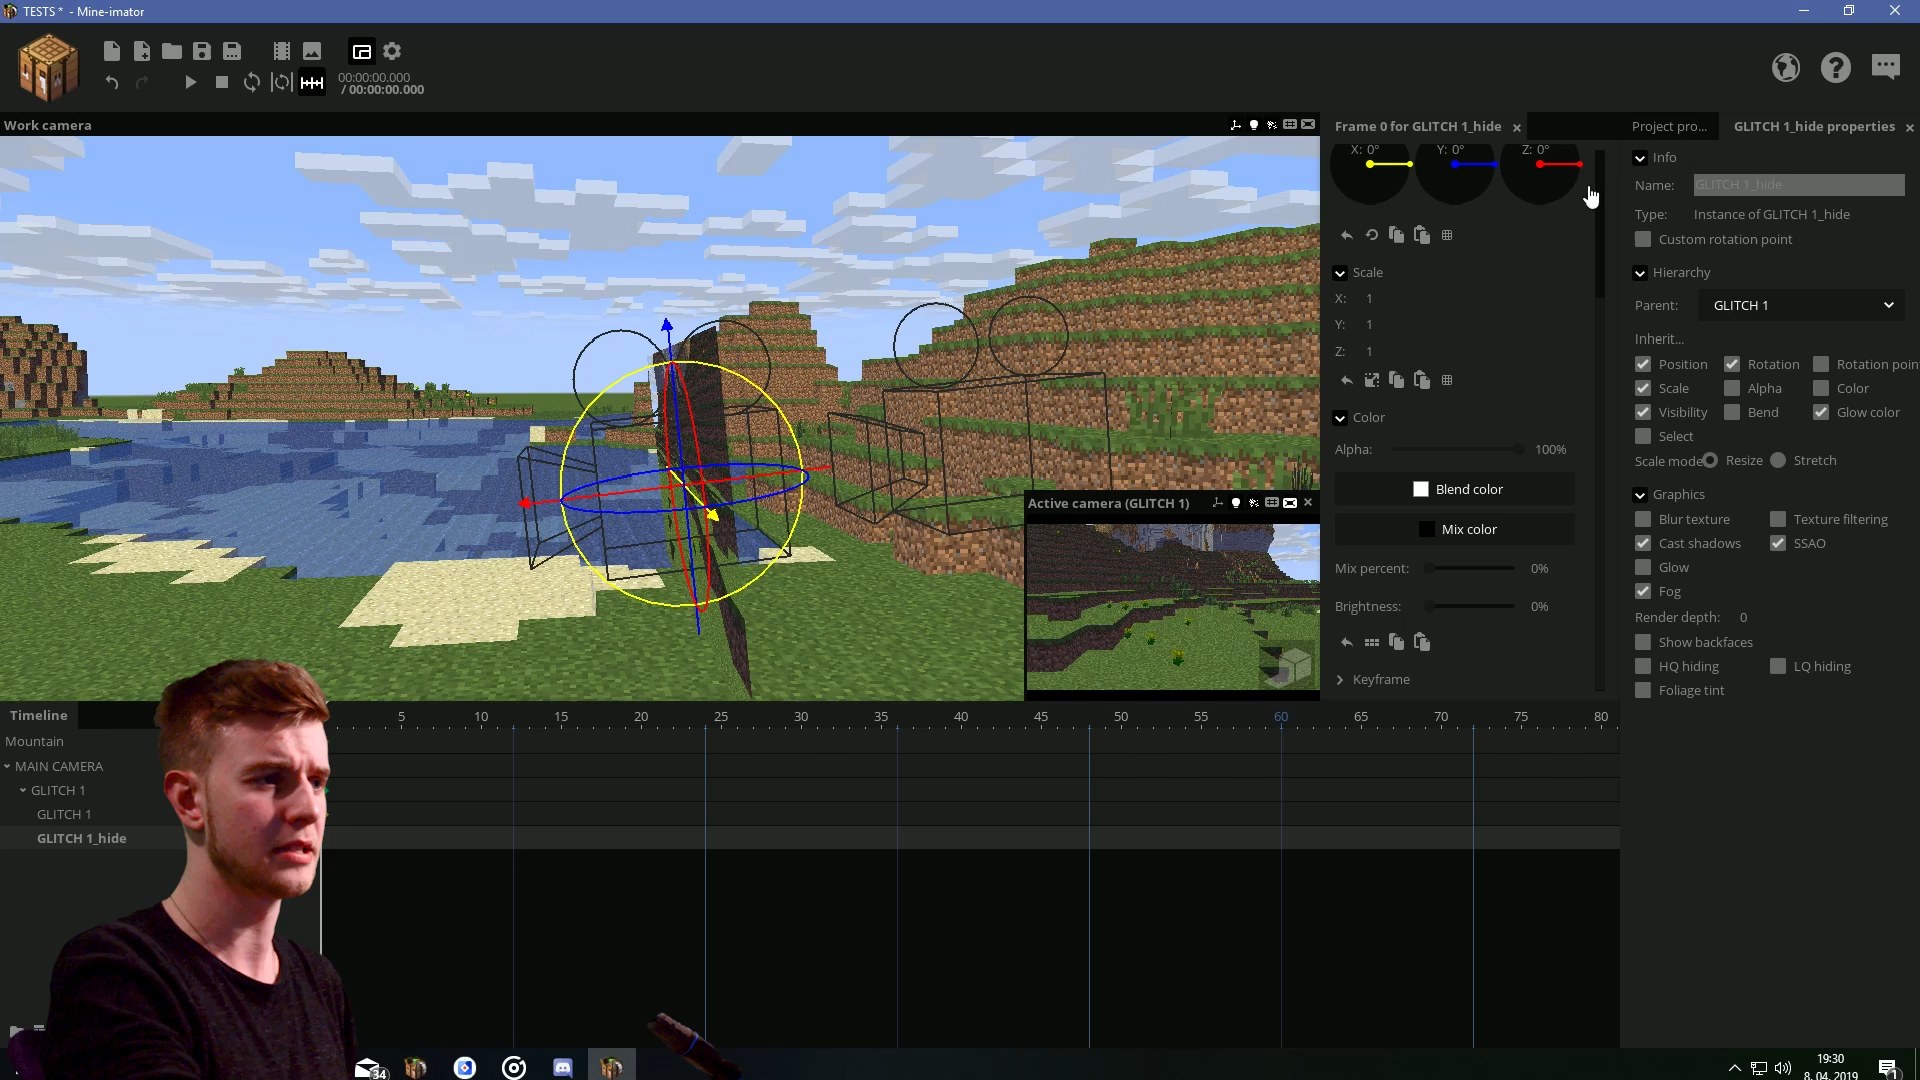 TESTS * - Mine-imator
00:00:00.000
/ 00:00:00.000
Work camera
Frame 0 for GLITCH 1_hide
X: 0° Y: 0° Z: 0°
Scale
X: 1
Y: 1
Z: 1
Color
Alpha: 100%
Blend color
Mix color
Mix percent: 0%
Brightness: 0%
Keyframe
Project pro...
GLITCH 1_hide properties
Info
Name: GLITCH 1_hide
Type: Instance of GLITCH 1_hide
Custom rotation point
Hierarchy
Parent: GLITCH 1
Inherit...
Position Rotation Rotation poin
Scale Alpha Color
Visibility Bend Glow color
Select
Scale mode Resize Stretch
Graphics
Blur texture Texture filtering
Cast shadows SSAO
Glow
Fog
Render depth: 0
Show backfaces
HQ hiding LQ hiding
Foliage tint
Active camera (GLITCH 1)
Timeline
5 10 15 20 25 30 35 40 45 50 55 60 65 70 75 80
Mountain
MAIN CAMERA
GLITCH 1
GLITCH 1
GLITCH 1_hide
34
19:30
8. 04. 2019
1